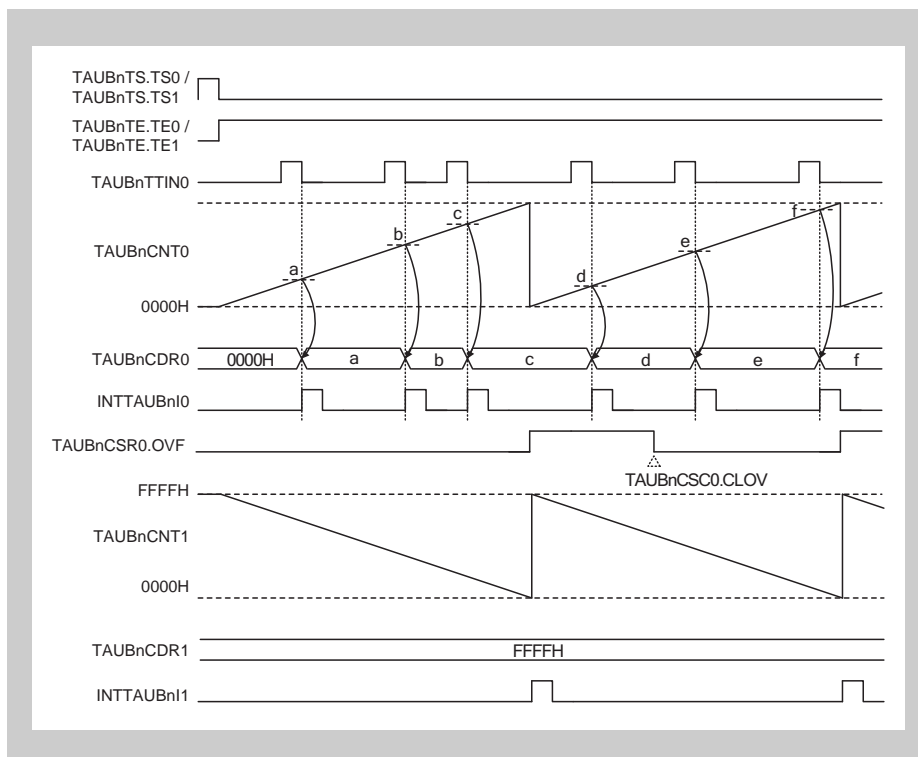 TAUBnTS.TS0 /
TAUBnTS.TS1
TAUBnTE.TE0 /
TAUBnTE.TE1
TAUBnTTIN0
TAUBnCNT0
a
b
c
d
e
f
0000H
TAUBnCDR0
0000H a b c d e f
INTTAUBnI0
TAUBnCSR0.OVF
TAUBnCSC0.CLOV
FFFFH
TAUBnCNT1
0000H
TAUBnCDR1
FFFFH
INTTAUBnI1